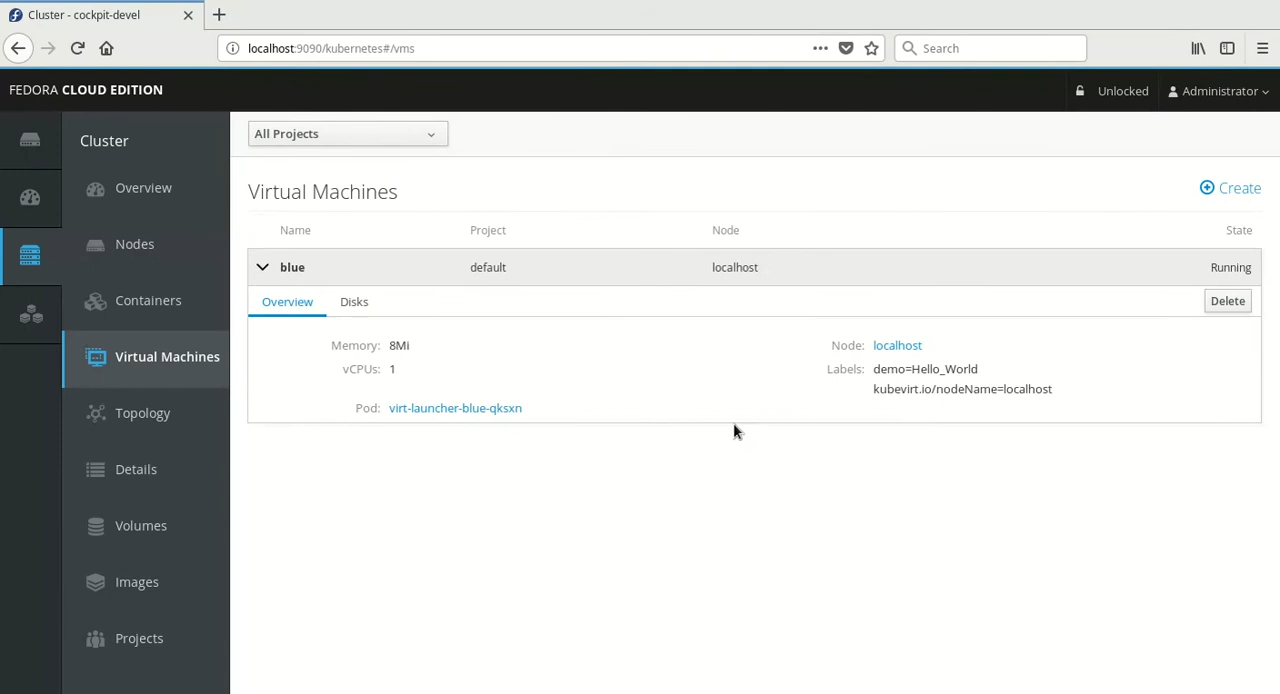 Cluster - cockpit-devel
localhost:9090/kubernetes#/vms
Search
FEDORA CLOUD EDITION
Unlocked
Administrator
Cluster
Overview
Nodes
Containers
Virtual Machines
Topology
Details
Volumes
Images
Projects
All Projects
Virtual Machines
Create
Name Project Node State
blue default localhost Running
Overview Disks Delete
Memory: 8Mi
vCPUs: 1
Pod: virt-launcher-blue-qksxn
Node: localhost
Labels: demo=Hello_World
kubevirt.io/nodeName=localhost